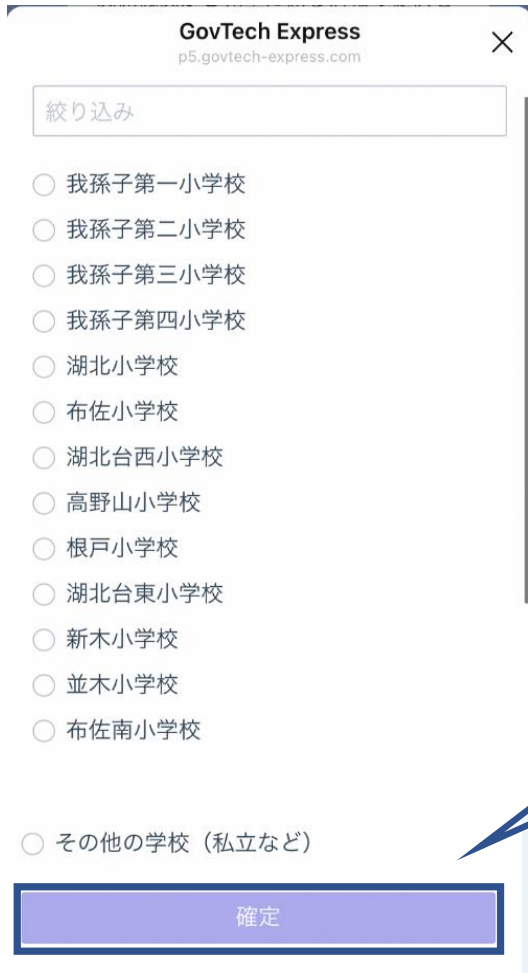 GovTech Express
p5.govtech-express.com
絞り込み
我孫子第一小学校
我孫子第二小学校
我孫子第三小学校
我孫子第四小学校
湖北小学校
布佐小学校
湖北台西小学校
高野山小学校
根戸小学校
湖北台東小学校
新木小学校
並木小学校
布佐南小学校
その他の学校（私立など）
確定